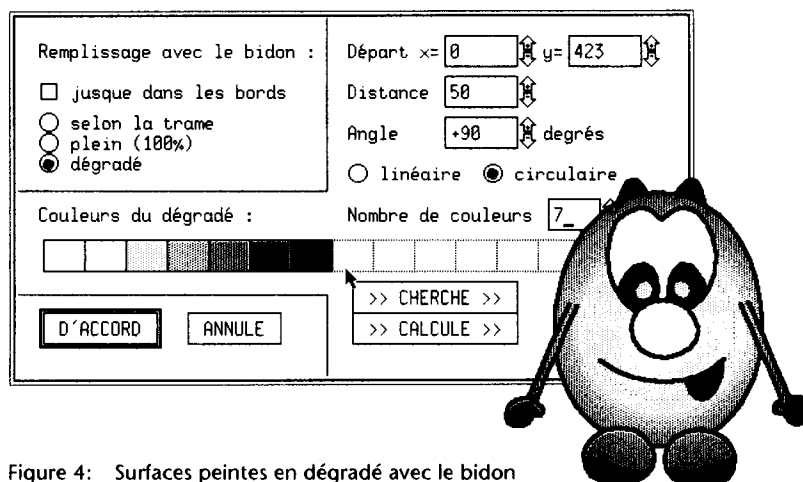 Remplissage avec le bidon :
jusque dans les bords
selon la trame
plein (100%)
dégradé
Départ x= 0 y= 423
Distance 50
Angle +90 degrés
linéaire circulaire
Couleurs du dégradé :
Nombre de couleurs 7_
>> CHERCHE >>
>> CALCULE >>
D'ACCORD ANNULE
Figure 4: Surfaces peintes en dégradé avec le bidon